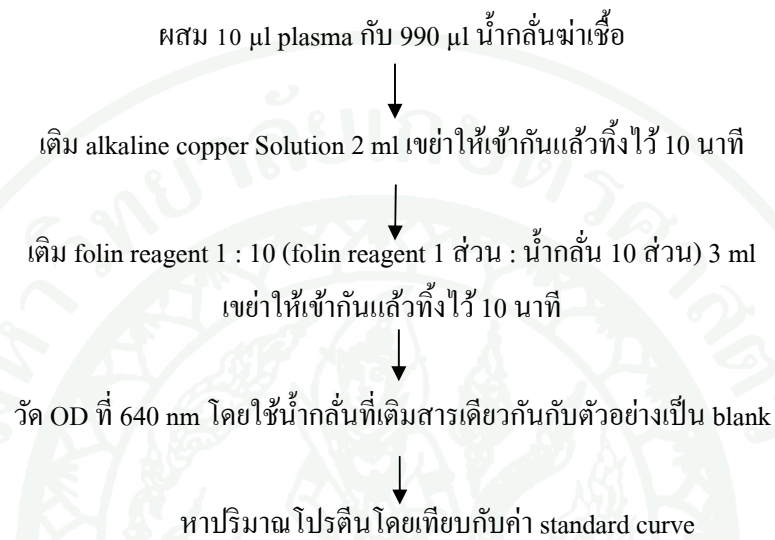 ผสม 10 µl plasma กับ 990 µl น้ำกลั่นฆ่าเชื้อ
เติม alkaline copper Solution 2 ml เขย่าให้เข้ากันแล้วทิ้งไว้ 10 นาที
เติม folin reagent 1 : 10 (folin reagent 1 ส่วน : น้ำกลั่น 10 ส่วน) 3 ml
เขย่าให้เข้ากันแล้วทิ้งไว้ 10 นาที
วัด OD ที่ 640 nm โดยใช้น้ำกลั่นที่เติมสารเดียวกันกับตัวอย่างเป็น blank
หาปริมาณโปรตีนโดยเทียบกับค่า standard curve